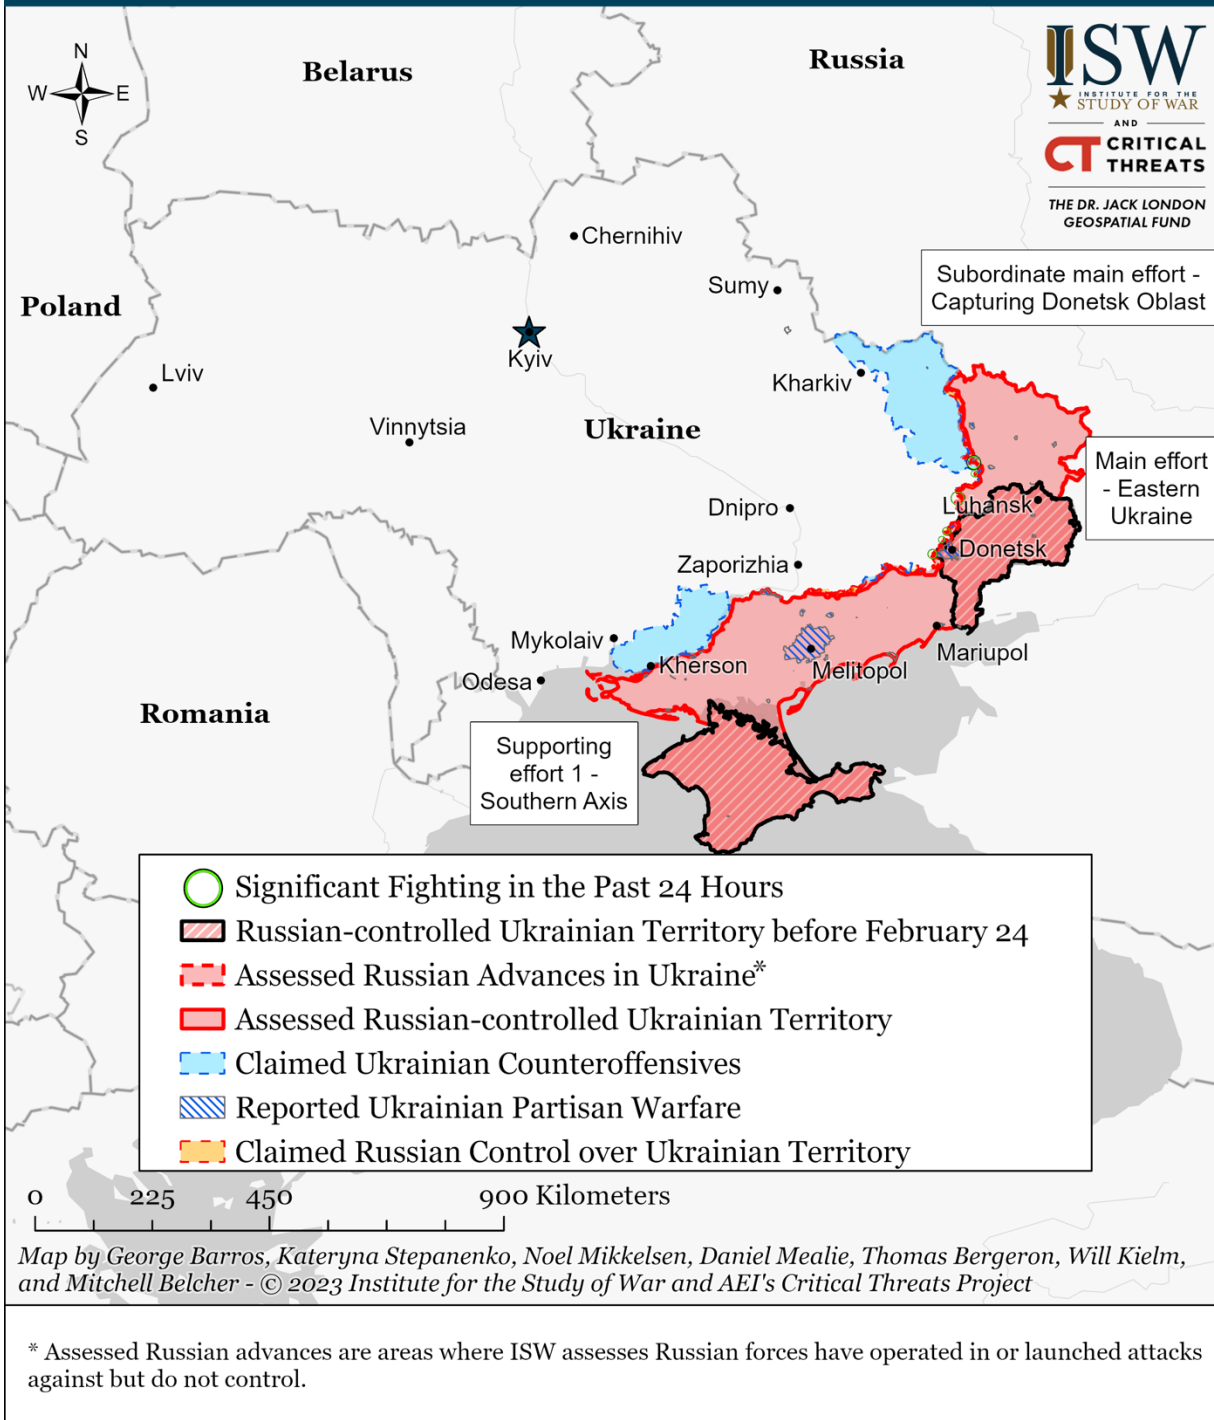 N
W E
S
Belarus
Russia
ISW
INSTITUTE FOR THE
STUDY OF WAR
AND
CT CRITICAL
THREATS
THE DR. JACK LONDON
GEOSPATIAL FUND
Chernihiv
Subordinate main effort -
Capturing Donetsk Oblast
Sumy
Poland
Kyiv
Lviv
Kharkiv
Vinnytsia
Ukraine
Main effort
- Eastern
Ukraine
Luhansk
Dnipro
Donetsk
Zaporizhia
Mykolaiv
Mariupol
Kherson
Melitopol
Odesa
Romania
Supporting
effort 1 -
Southern Axis
Significant Fighting in the Past 24 Hours
Russian-controlled Ukrainian Territory before February 24
Assessed Russian Advances in Ukraine*
Assessed Russian-controlled Ukrainian Territory
Claimed Ukrainian Counteroffensives
Reported Ukrainian Partisan Warfare
Claimed Russian Control over Ukrainian Territory
0 225 450 900 Kilometers
Map by George Barros, Kateryna Stepanenko, Noel Mikkelsen, Daniel Mealie, Thomas Bergeron, Will Kielm,
and Mitchell Belcher - © 2023 Institute for the Study of War and AEI's Critical Threats Project
* Assessed Russian advances are areas where ISW assesses Russian forces have operated in or launched attacks
against but do not control.